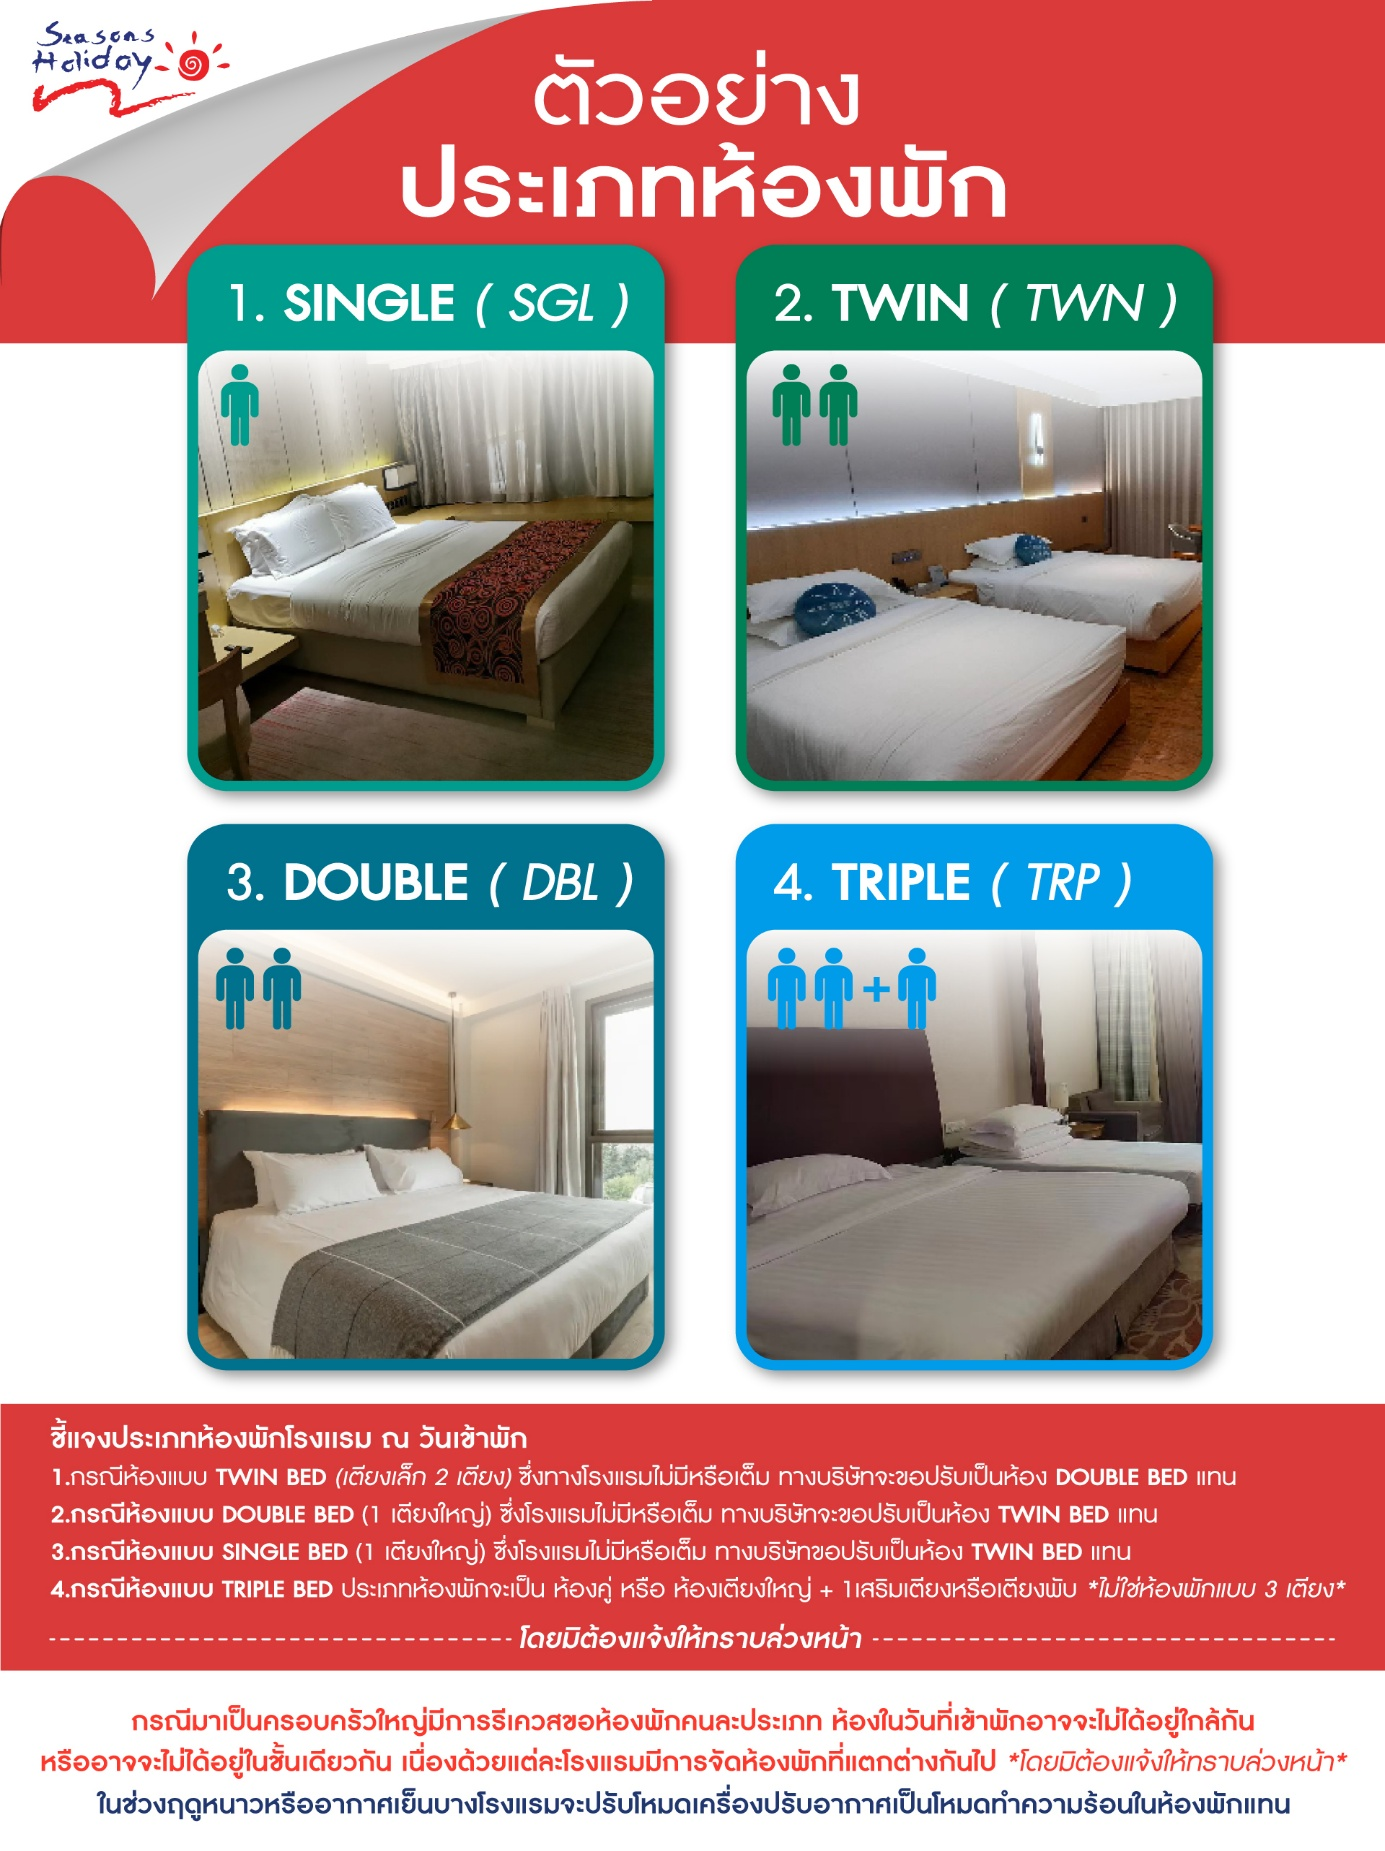 Seasons
Holiday
ตัวอย่าง
ประเภทห้องพัก
1. SINGLE ( SGL )
2. TWIN ( TWN )
3. DOUBLE ( DBL )
4. TRIPLE ( TRP )
+
ชี้แจงประเภทห้องพักโรงแรม ณ วันเข้าพัก
1.กรณีห้องแบบ TWIN BED (เตียงเล็ก 2 เตียง) ซึ่งทางโรงแรมไม่มีหรือเต็ม ทางบริษัทจะขอปรับเป็นห้อง DOUBLE BED แทน
2.กรณีห้องแบบ DOUBLE BED (1 เตียงใหญ่) ซึ่งโรงแรมไม่มีหรือเต็ม ทางบริษัทจะขอปรับเป็นห้อง TWIN BED แทน
3.กรณีห้องแบบ SINGLE BED (1 เตียงใหญ่) ซึ่งโรงแรมไม่มีหรือเต็ม ทางบริษัทขอปรับเป็นห้อง TWIN BED แทน
4.กรณีห้องแบบ TRIPLE BED ประเภทห้องพักจะเป็น ห้องคู่ หรือ ห้องเตียงใหญ่ + 1เสริมเตียงหรือเตียงพับ *ไม่ใช่ห้องพักแบบ 3 เตียง*
โดยมิต้องแจ้งให้ทราบล่วงหน้า
กรณีมาเป็นครอบครัวใหญ่มีการรีเควสขอห้องพักคนละประเภท ห้องในวันที่เข้าพักอาจจะไม่ได้อยู่ใกล้กัน
หรืออาจจะไม่ได้อยู่ในชั้นเดียวกัน เนื่องด้วยแต่ละโรงแรมมีการจัดห้องพักที่แตกต่างกันไป *โดยมิต้องแจ้งให้ทราบล่วงหน้า*
ในช่วงฤดูหนาวหรืออากาศเย็นบางโรงแรมจะปรับโหมดเครื่องปรับอากาศเป็นโหมดทำความร้อนในห้องพักแทน